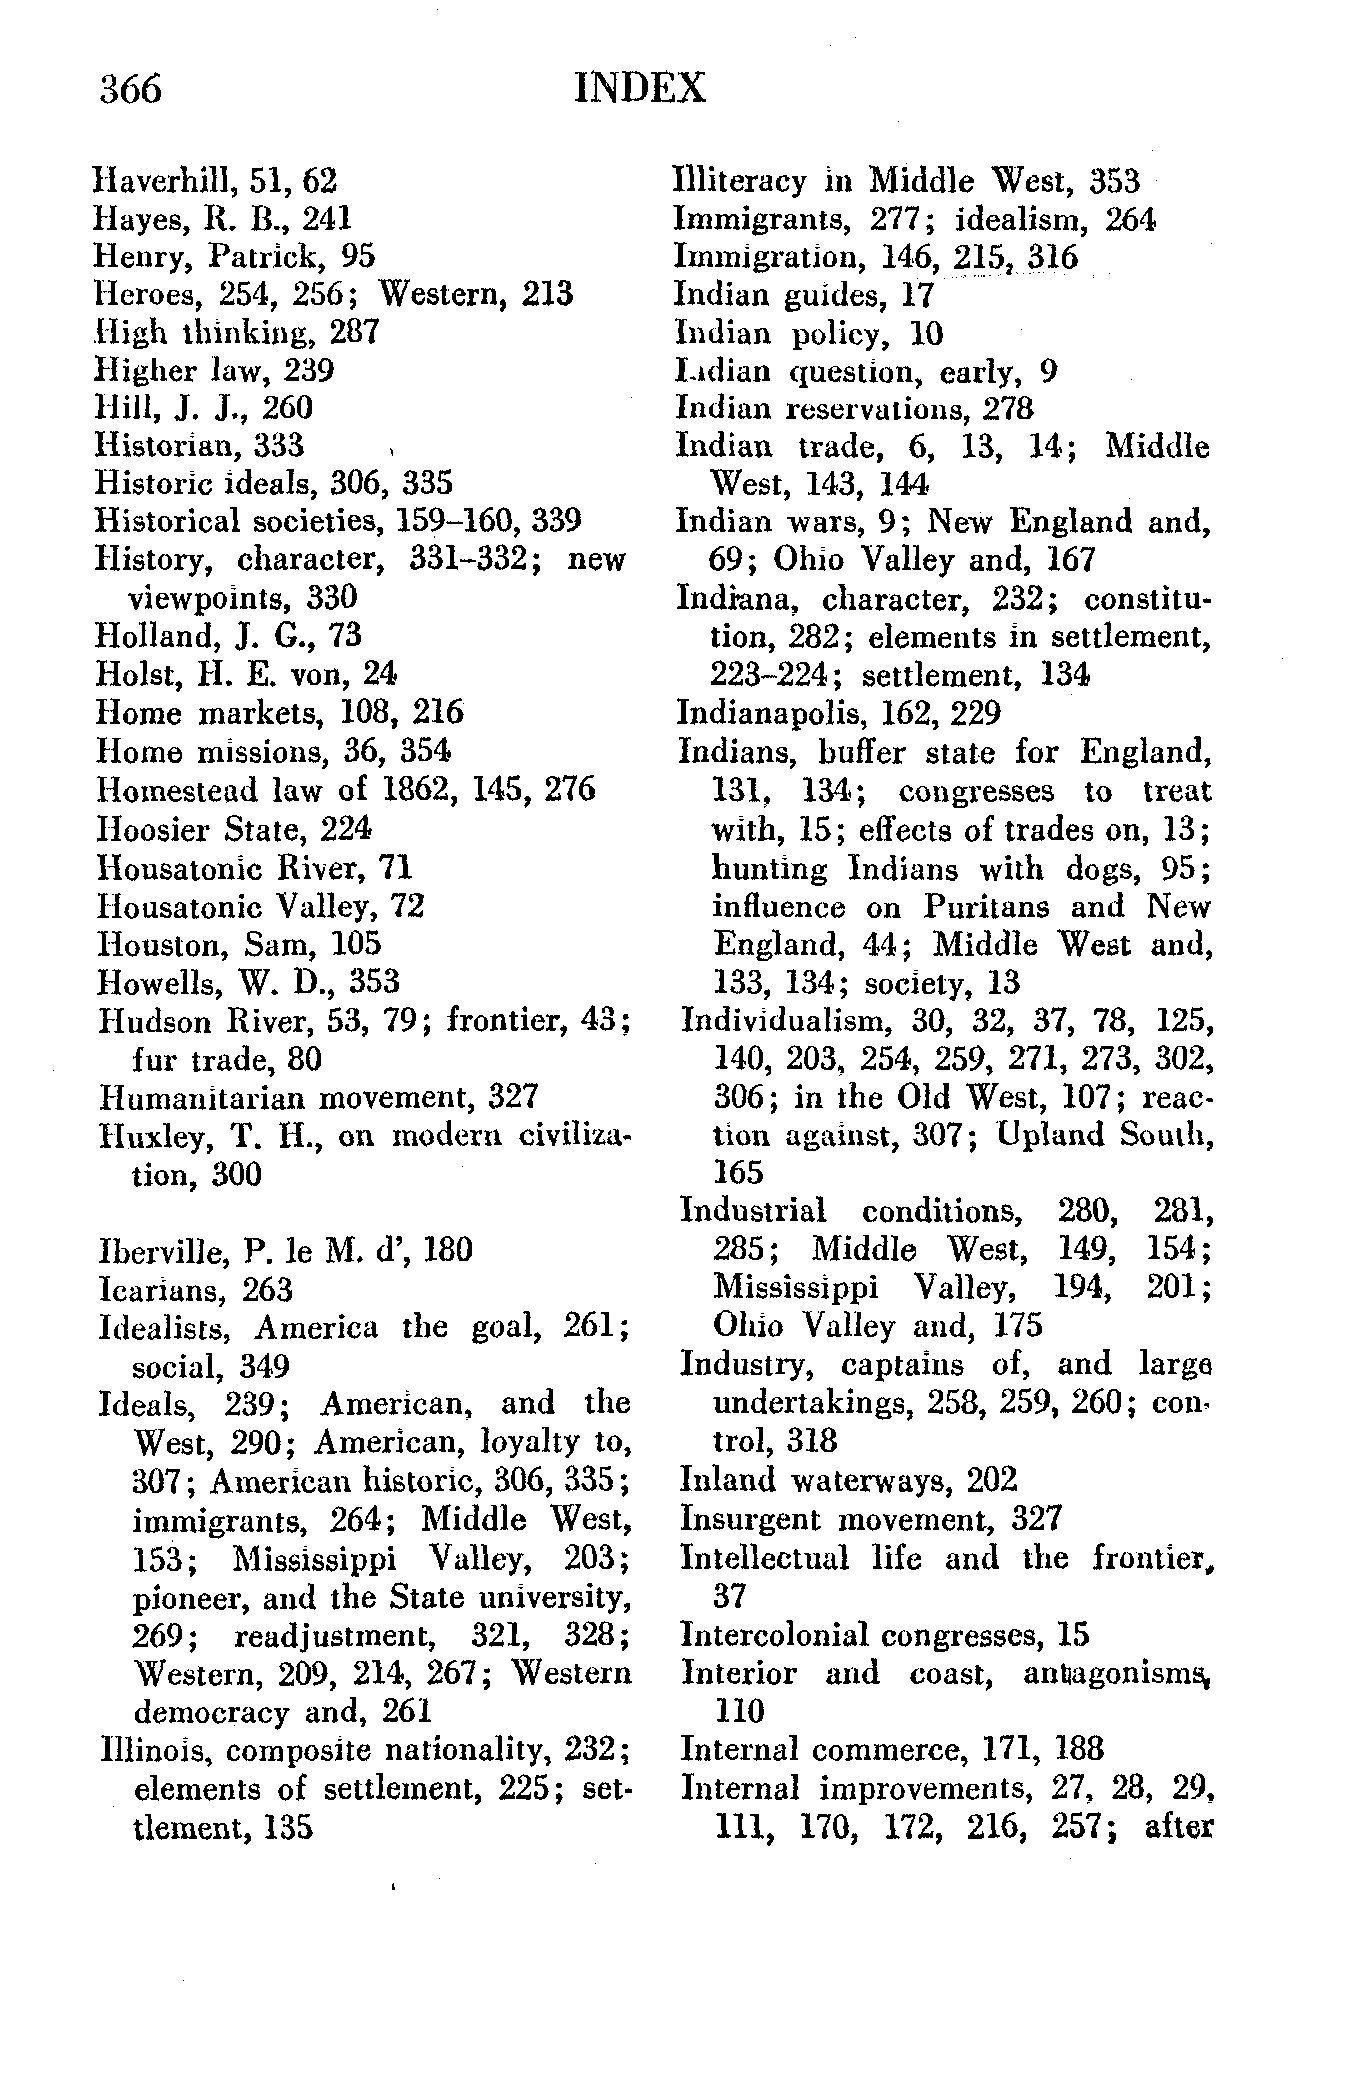 366 INDEX
Haverhill, 51, 62
Hayes, R. B., 241
Henry, Patrick, 95
Heroes, 254, 256; Western, 213
High thinking, 287
Higher law, 239
Hill, J. J., 260
Historian, 333
Historic ideals, 306, 335
Historical societies, 159–160, 339
History, character, 331–332; new
viewpoints, 330
Holland, J. G., 73
Holst, H. E. von, 24
Home markets, 108, 216
Home missions, 36, 354
Homestead law of 1862, 145, 276
Hoosier State, 224
Housatonic River, 71
Housatonic Valley, 72
Houston, Sam, 105
Howells, W. D., 353
Hudson River, 53, 79; frontier, 43;
fur trade, 80
Humanitarian movement, 327
Huxley, T. H., on modern civiliza-
tion, 300
Iberville, P. le M. d', 180
Icarians, 263
Idealists, America the goal, 261;
social, 349
Ideals, 239; American, and the
West, 290; American, loyalty to,
307; American historic, 306, 335;
immigrants, 264; Middle West,
153; Mississippi Valley, 203;
pioneer, and the State university,
269; readjustment, 321, 328;
Western, 209, 214, 267; Western
democracy and, 261
Illinois, composite nationality, 232;
elements of settlement, 225; set-
tlement, 135
Illiteracy in Middle West, 353
Immigrants, 277; idealism, 264
Immigration, 146, 215, 316
Indian guides, 17
Indian policy, 10
Indian question, early, 9
Indian reservations, 278
Indian trade, 6, 13, 14; Middle
West, 143, 144
Indian wars, 9; New England and,
69; Ohio Valley and, 167
Indiana, character, 232; constitu-
tion, 282; elements in settlement,
223–224; settlement, 134
Indianapolis, 162, 229
Indians, buffer state for England,
131, 134; congresses to treat
with, 15; effects of trades on, 13;
hunting Indians with dogs, 95;
influence on Puritans and New
England, 44; Middle West and,
133, 134; society, 13
Individualism, 30, 32, 37, 78, 125,
140, 203, 254, 259, 271, 273, 302,
306; in the Old West, 107; reac-
tion against, 307; Upland South,
165
Industrial conditions, 280, 281,
285; Middle West, 149, 154;
Mississippi Valley, 194, 201;
Ohio Valley and, 175
Industry, captains of, and large
undertakings, 258, 259, 260; con-
trol, 318
Inland waterways, 202
Insurgent movement, 327
Intellectual life and the frontier,
37
Intercolonial congresses, 15
Interior and coast, antagonisms,
110
Internal commerce, 171, 188
Internal improvements, 27, 28, 29,
111, 170, 172, 216, 257; after